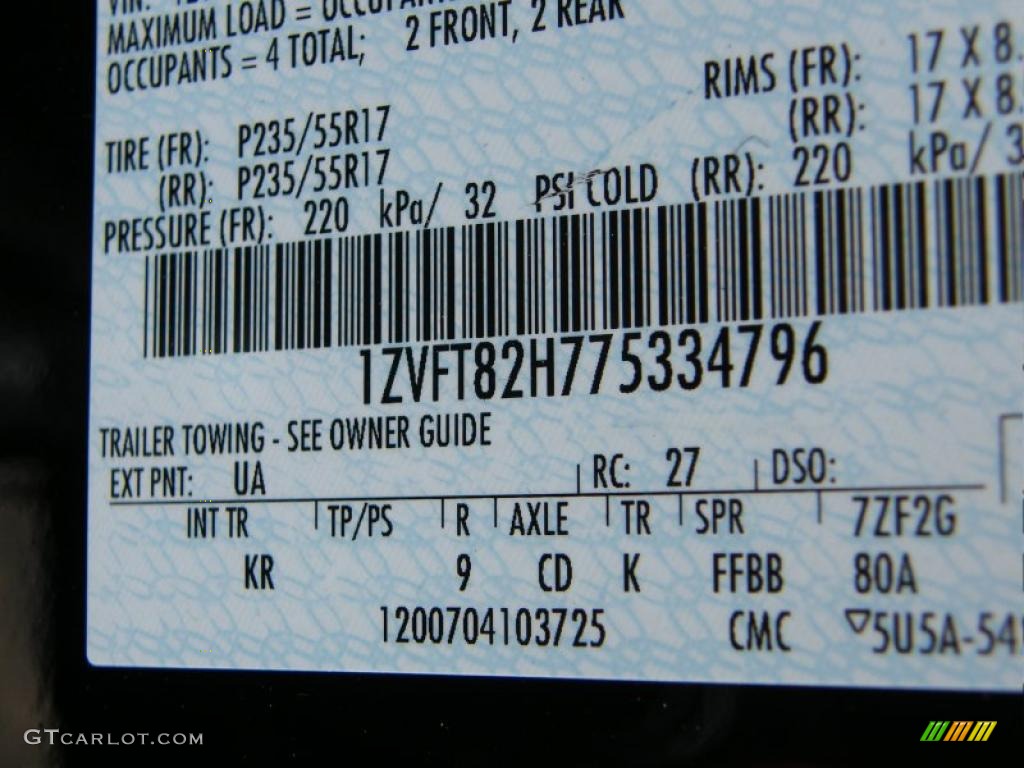 VIN:
MAXIMUM LOAD = OCCUPANTS
OCCUPANTS = 4 TOTAL; 2 FRONT, 2 REAR
RIMS (FR): 17 X 8.
TIRE (FR): P235/55R17 (RR): 17 X 8.
(RR): P235/55R17
PRESSURE (FR): 220 kPa/ 32 PSI COLD (RR): 220 kPa/ 3
1ZVFT82H775334796
TRAILER TOWING - SEE OWNER GUIDE
EXT PNT: UA RC: 27 DSO:
INT TR TP/PS R AXLE TR SPR 7ZF2G
KR 9 CD K FFBB 80A
1200704103725 CMC ▽5U5A-54
GTCARLOT.COM